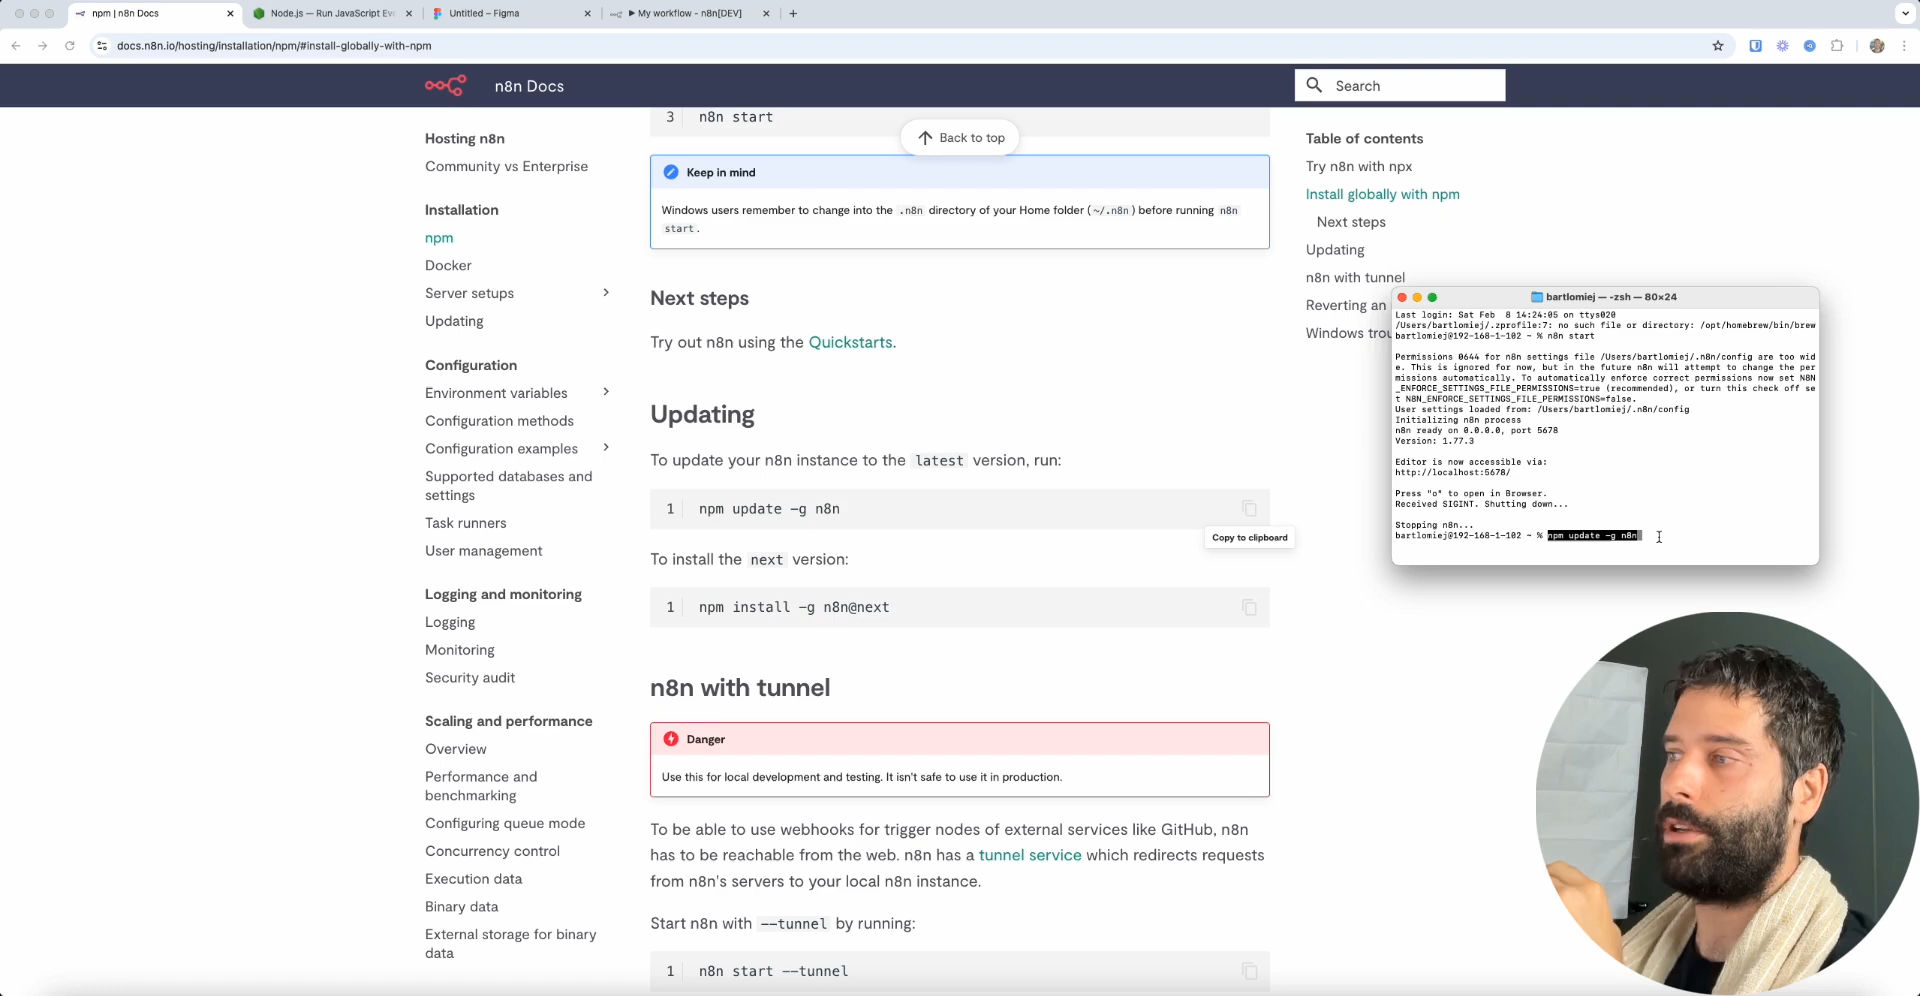 npm | n8n Docs
Node.js — Run JavaScript Eve
Untitled – Figma
▶ My workflow - n8n[DEV]
docs.n8n.io/hosting/installation/npm/#install-globally-with-npm
n8n Docs
Search
Hosting n8n
Community vs Enterprise
Installation
npm
Docker
Server setups
Updating
Configuration
Environment variables
Configuration methods
Configuration examples
Supported databases and
settings
Task runners
User management
Logging and monitoring
Logging
Monitoring
Security audit
Scaling and performance
Overview
Performance and
benchmarking
Configuring queue mode
Concurrency control
Execution data
Binary data
External storage for binary
data
3 n8n start
Back to top
Keep in mind
Windows users remember to change into the .n8n directory of your Home folder (~/.n8n) before running n8n
start.
Next steps
Try out n8n using the Quickstarts.
Updating
To update your n8n instance to the latest version, run:
1 npm update -g n8n
Copy to clipboard
To install the next version:
1 npm install -g n8n@next
n8n with tunnel
Danger
Use this for local development and testing. It isn't safe to use it in production.
To be able to use webhooks for trigger nodes of external services like GitHub, n8n
has to be reachable from the web. n8n has a tunnel service which redirects requests
from n8n's servers to your local n8n instance.
Start n8n with --tunnel by running:
1 n8n start --tunnel
Table of contents
Try n8n with npx
Install globally with npm
Next steps
Updating
n8n with tunnel
Reverting an
Windows trou
bartlomiej — -zsh — 80×24
Last login: Sat Feb  8 14:24:05 on ttys020
/Users/bartlomiej/.zprofile:7: no such file or directory: /opt/homebrew/bin/brew
bartlomiej@192-168-1-102 ~ % n8n start
Permissions 0644 for n8n settings file /Users/bartlomiej/.n8n/config are too wid
e. This is ignored for now, but in the future n8n will attempt to change the per
missions automatically. To automatically enforce correct permissions now set N8N
_ENFORCE_SETTINGS_FILE_PERMISSIONS=true (recommended), or turn this check off se
t N8N_ENFORCE_SETTINGS_FILE_PERMISSIONS=false.
User settings loaded from: /Users/bartlomiej/.n8n/config
Initializing n8n process
n8n ready on 0.0.0.0, port 5678
Version: 1.77.3
Editor is now accessible via:
http://localhost:5678/
Press "o" to open in Browser.
Received SIGINT. Shutting down...
Stopping n8n...
bartlomiej@192-168-1-102 ~ % npm update -g n8n